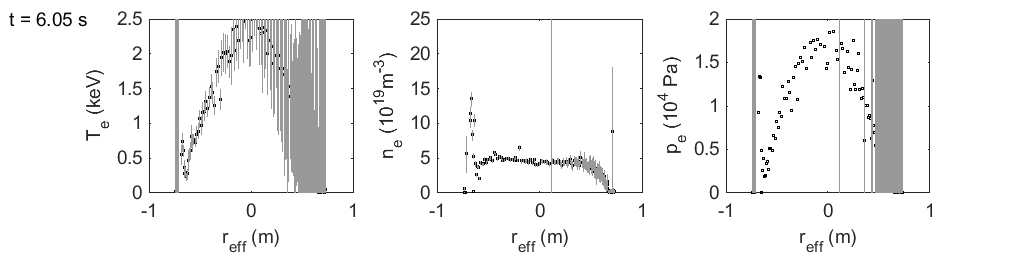 t = 6.05 s
T_e (keV)
2.5
2
1.5
1
0.5
0
-1 0 1
r_eff (m)
n_e (10^19 m^-3)
25
20
15
10
5
0
-1 0 1
r_eff (m)
p_e (10^4 Pa)
2
1.5
1
0.5
0
-1 0 1
r_eff (m)